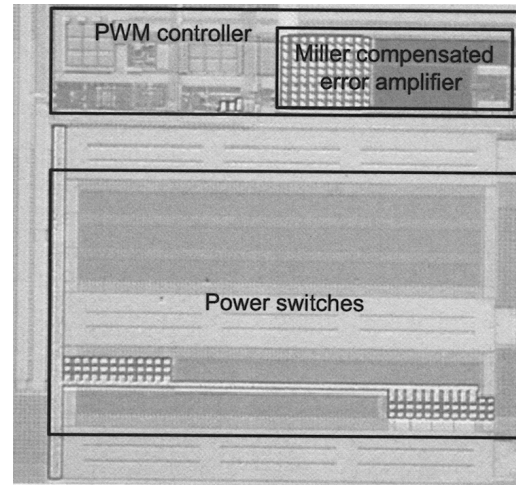 PWM controller
Miller compensated
error amplifier
Power switches